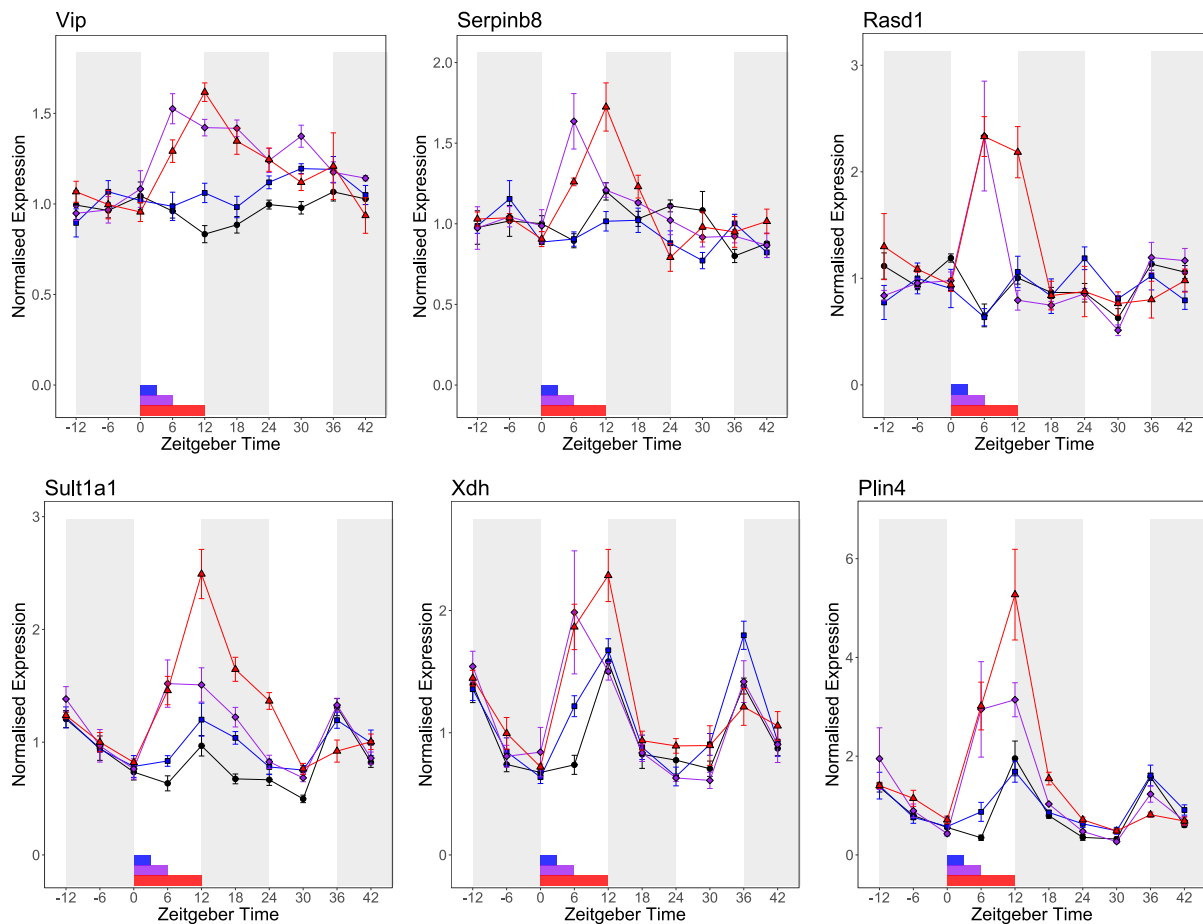 Vip
Normalised Expression
1.5
1.0
0.5
0.0
-12 -6 0 6 12 18 24 30 36 42
Zeitgeber Time
Serpinb8
Normalised Expression
2.0
1.5
1.0
0.5
0.0
-12 -6 0 6 12 18 24 30 36 42
Zeitgeber Time
Rasd1
Normalised Expression
3
2
1
0
-12 -6 0 6 12 18 24 30 36 42
Zeitgeber Time
Sult1a1
Normalised Expression
3
2
1
0
-12 -6 0 6 12 18 24 30 36 42
Zeitgeber Time
Xdh
Normalised Expression
2
1
0
-12 -6 0 6 12 18 24 30 36 42
Zeitgeber Time
Plin4
Normalised Expression
6
4
2
0
-12 -6 0 6 12 18 24 30 36 42
Zeitgeber Time